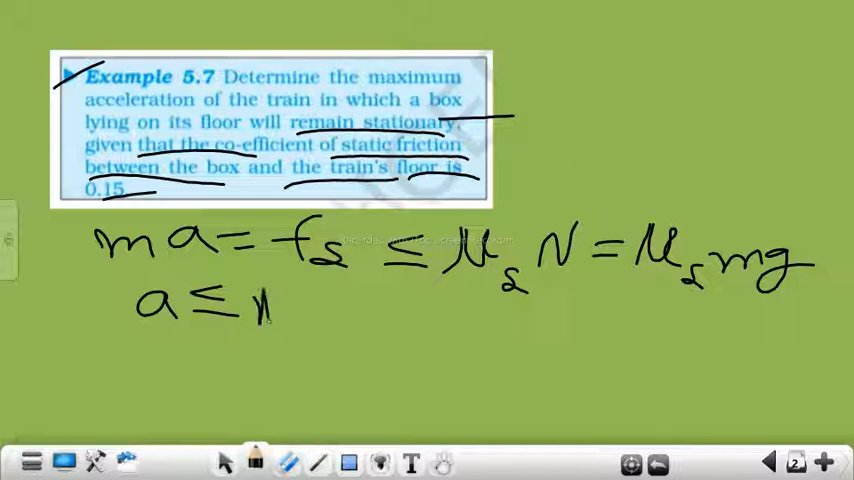 Example 5.7 Determine the maximum
acceleration of the train in which a box
lying on its floor will remain stationary,
given that the co-efficient of static friction
between the box and the train's floor is
0.15.
ma = fs ≤ μs N = μs mg
a ≤
T
2